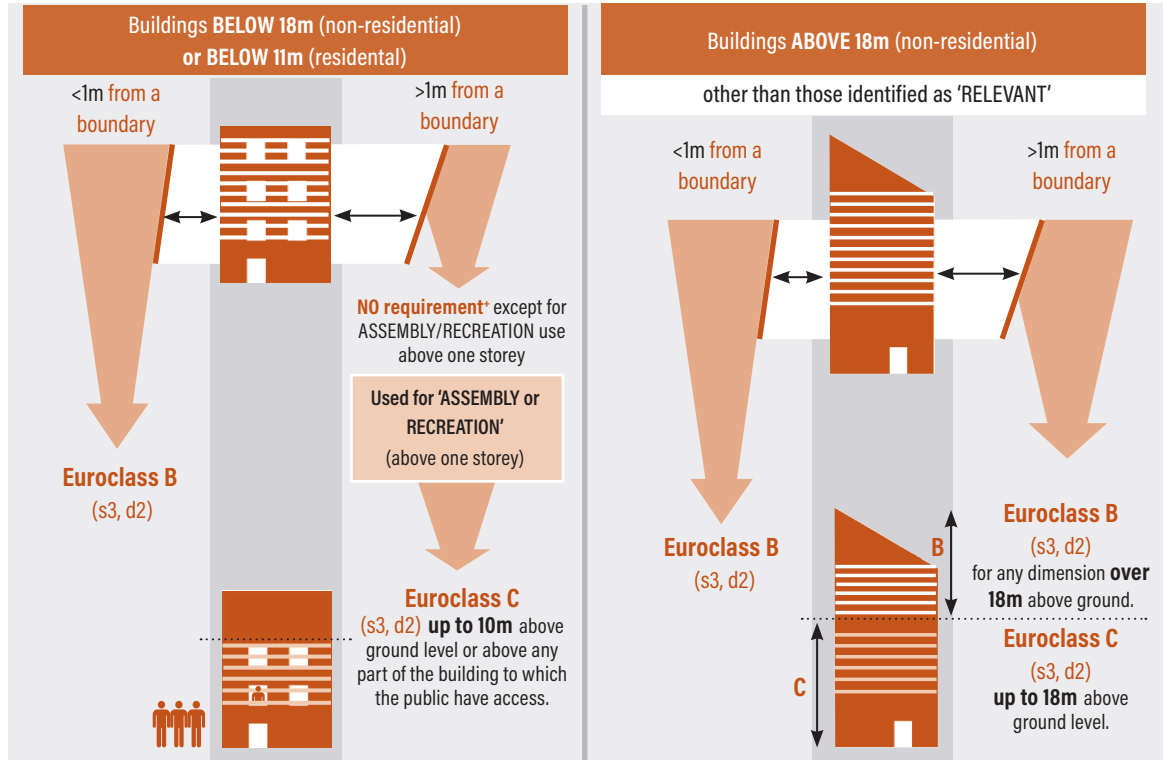 Buildings BELOW 18m (non-residential)
or BELOW 11m (residental)
<1m from a
boundary
>1m from a
boundary
NO requirement⁺ except for
ASSEMBLY/RECREATION use
above one storey
Used for ‘ASSEMBLY or
RECREATION’
(above one storey)
Euroclass B
(s3, d2)
Euroclass C
(s3, d2) up to 10m above
ground level or above any
part of the building to which
the public have access.
Buildings ABOVE 18m (non-residential)
other than those identified as ‘RELEVANT’
<1m from a
boundary
>1m from a
boundary
Euroclass B
(s3, d2)
B
Euroclass B
(s3, d2)
for any dimension over
18m above ground.
C
Euroclass C
(s3, d2)
up to 18m above
ground level.